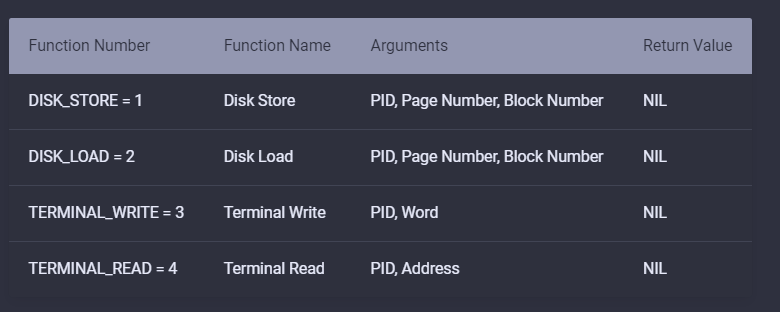 Function Number Function Name Arguments Return Value
DISK_STORE = 1 Disk Store PID, Page Number, Block Number NIL
DISK_LOAD = 2 Disk Load PID, Page Number, Block Number NIL
TERMINAL_WRITE = 3 Terminal Write PID, Word NIL
TERMINAL_READ = 4 Terminal Read PID, Address NIL